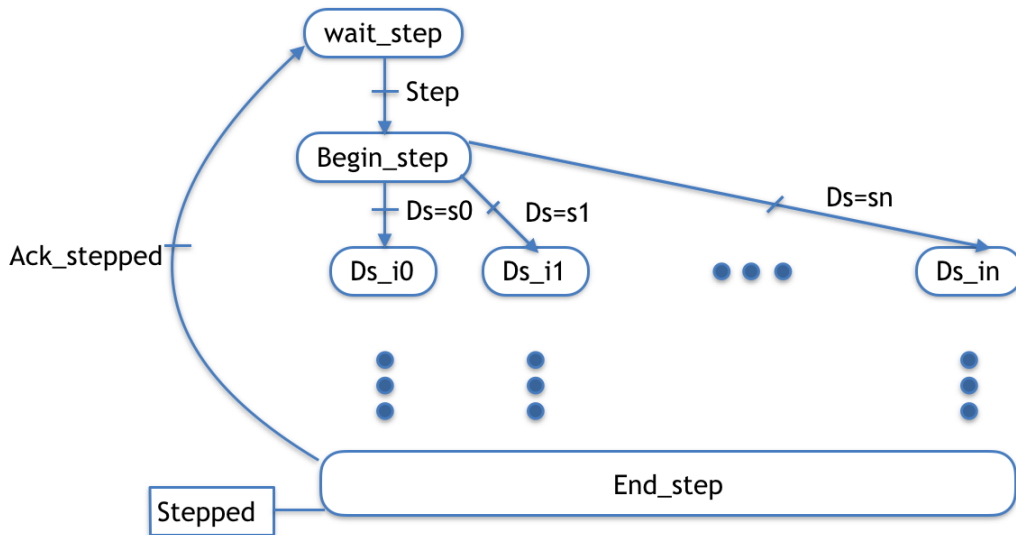 wait_step
Step
Begin_step
Ds=s0
Ds=s1
Ds=sn
Ack_stepped
Ds_i0
Ds_i1
Ds_in
End_step
Stepped